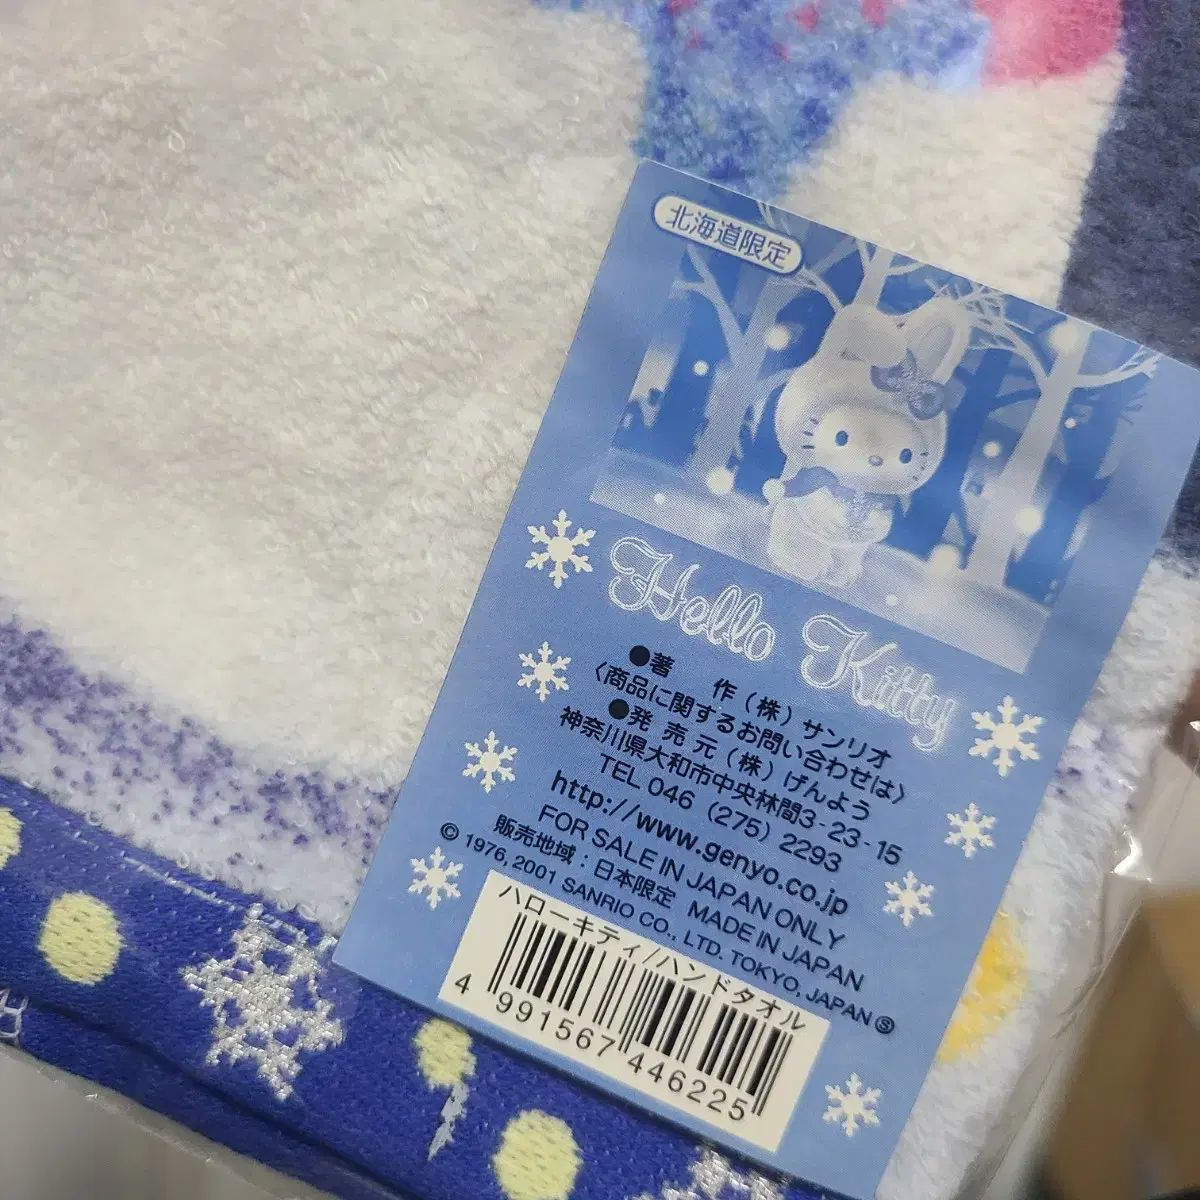 北海道限定
Hello Kitty
●著 作(株)サンリオ
〈商品に関するお問い合わせは〉
●発売元(株)げんよう
神奈川県大和市中央林間3-23-15
TEL 046 (275) 2293
http://www.genyo.co.jp
FOR SALE IN JAPAN ONLY
販売地域:日本限定 MADE IN JAPAN
© 1976, 2001 SANRIO CO., LTD. TOKYO, JAPAN Ⓢ
ハローキティ/ハンドタオル
4 991567 446225